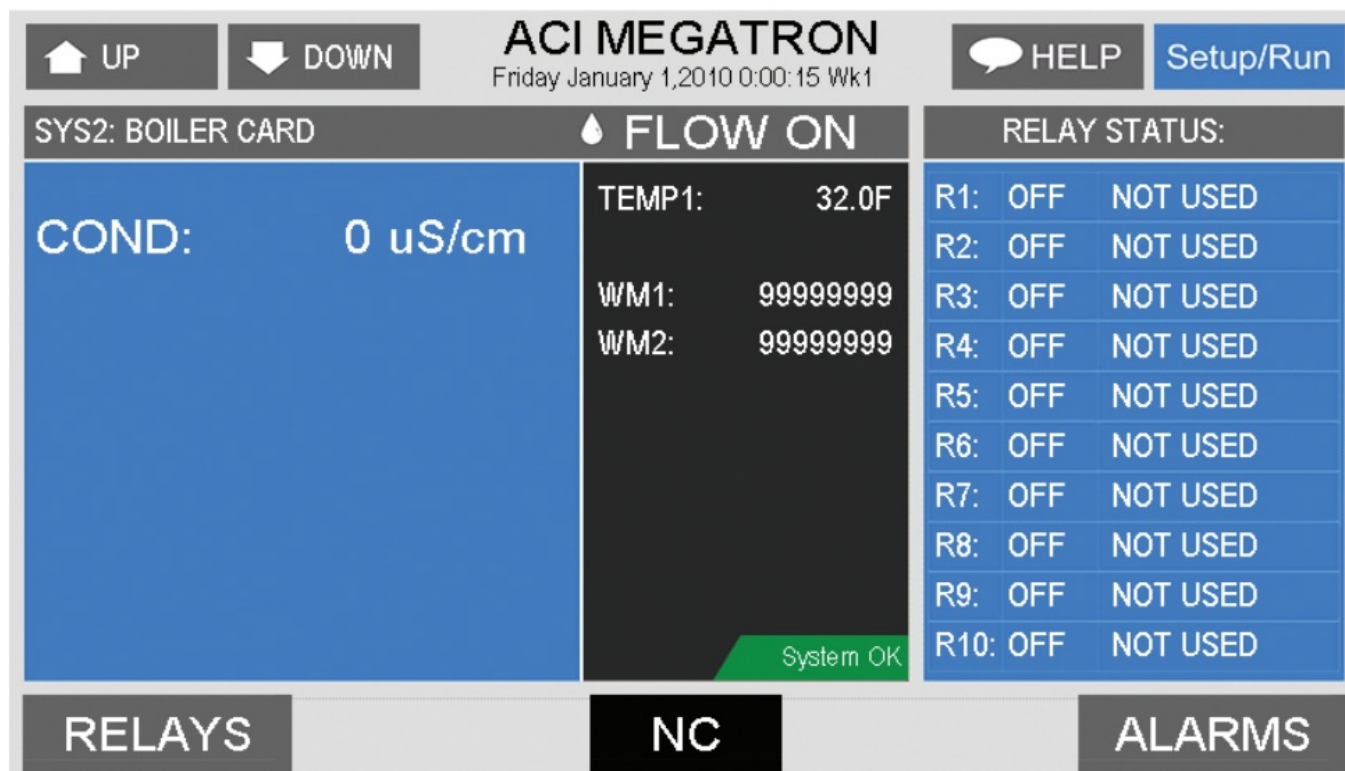 UP
DOWN
ACI MEGATRON
Friday January 1,2010 0:00:15 Wk1
HELP
Setup/Run
SYS2: BOILER CARD
FLOW ON
RELAY STATUS:
COND: 0 uS/cm
TEMP1: 32.0F
WM1: 99999999
WM2: 99999999
System OK
R1: OFF NOT USED
R2: OFF NOT USED
R3: OFF NOT USED
R4: OFF NOT USED
R5: OFF NOT USED
R6: OFF NOT USED
R7: OFF NOT USED
R8: OFF NOT USED
R9: OFF NOT USED
R10: OFF NOT USED
RELAYS
NC
ALARMS